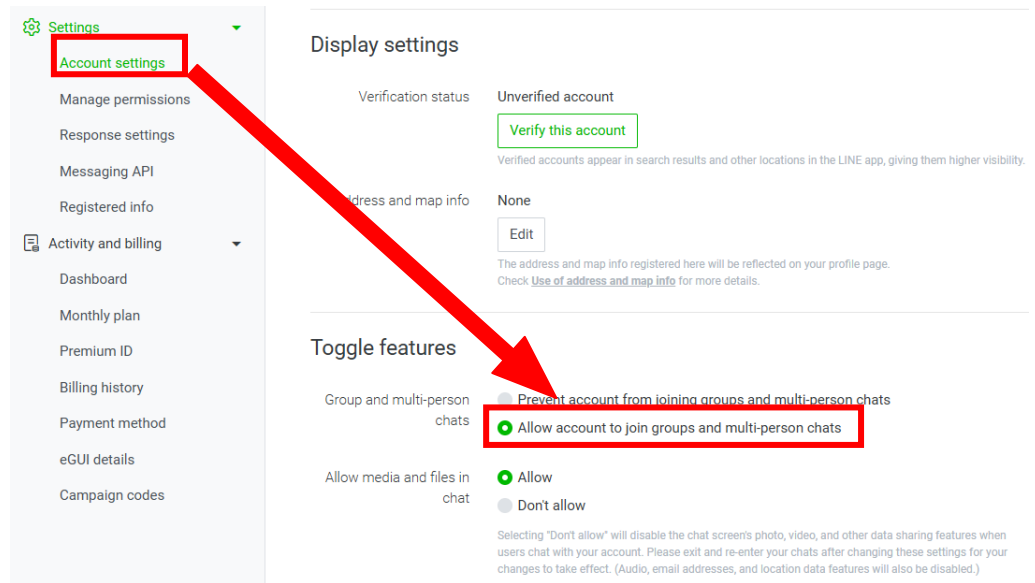 Settings
Account settings
Manage permissions
Response settings
Messaging API
Registered info
Activity and billing
Dashboard
Monthly plan
Premium ID
Billing history
Payment method
eGUI details
Campaign codes
Display settings
Verification status
Unverified account
Verify this account
Verified accounts appear in search results and other locations in the LINE app, giving them higher visibility.
and map info
None
Edit
The address and map info registered here will be reflected on your profile page.
Check Use of address and map info for more details.
Toggle features
Group and multi-person
chats
Prevent account from joining groups and multi-person chats
Allow account to join groups and multi-person chats
Allow media and files in
chat
Allow
Don't allow
Selecting "Don't allow" will disable the chat screen's photo, video, and other data sharing features when
users chat with your account. Please exit and re-enter your chats after changing these settings for your
changes to take effect. (Audio, email addresses, and location data features will also be disabled.)